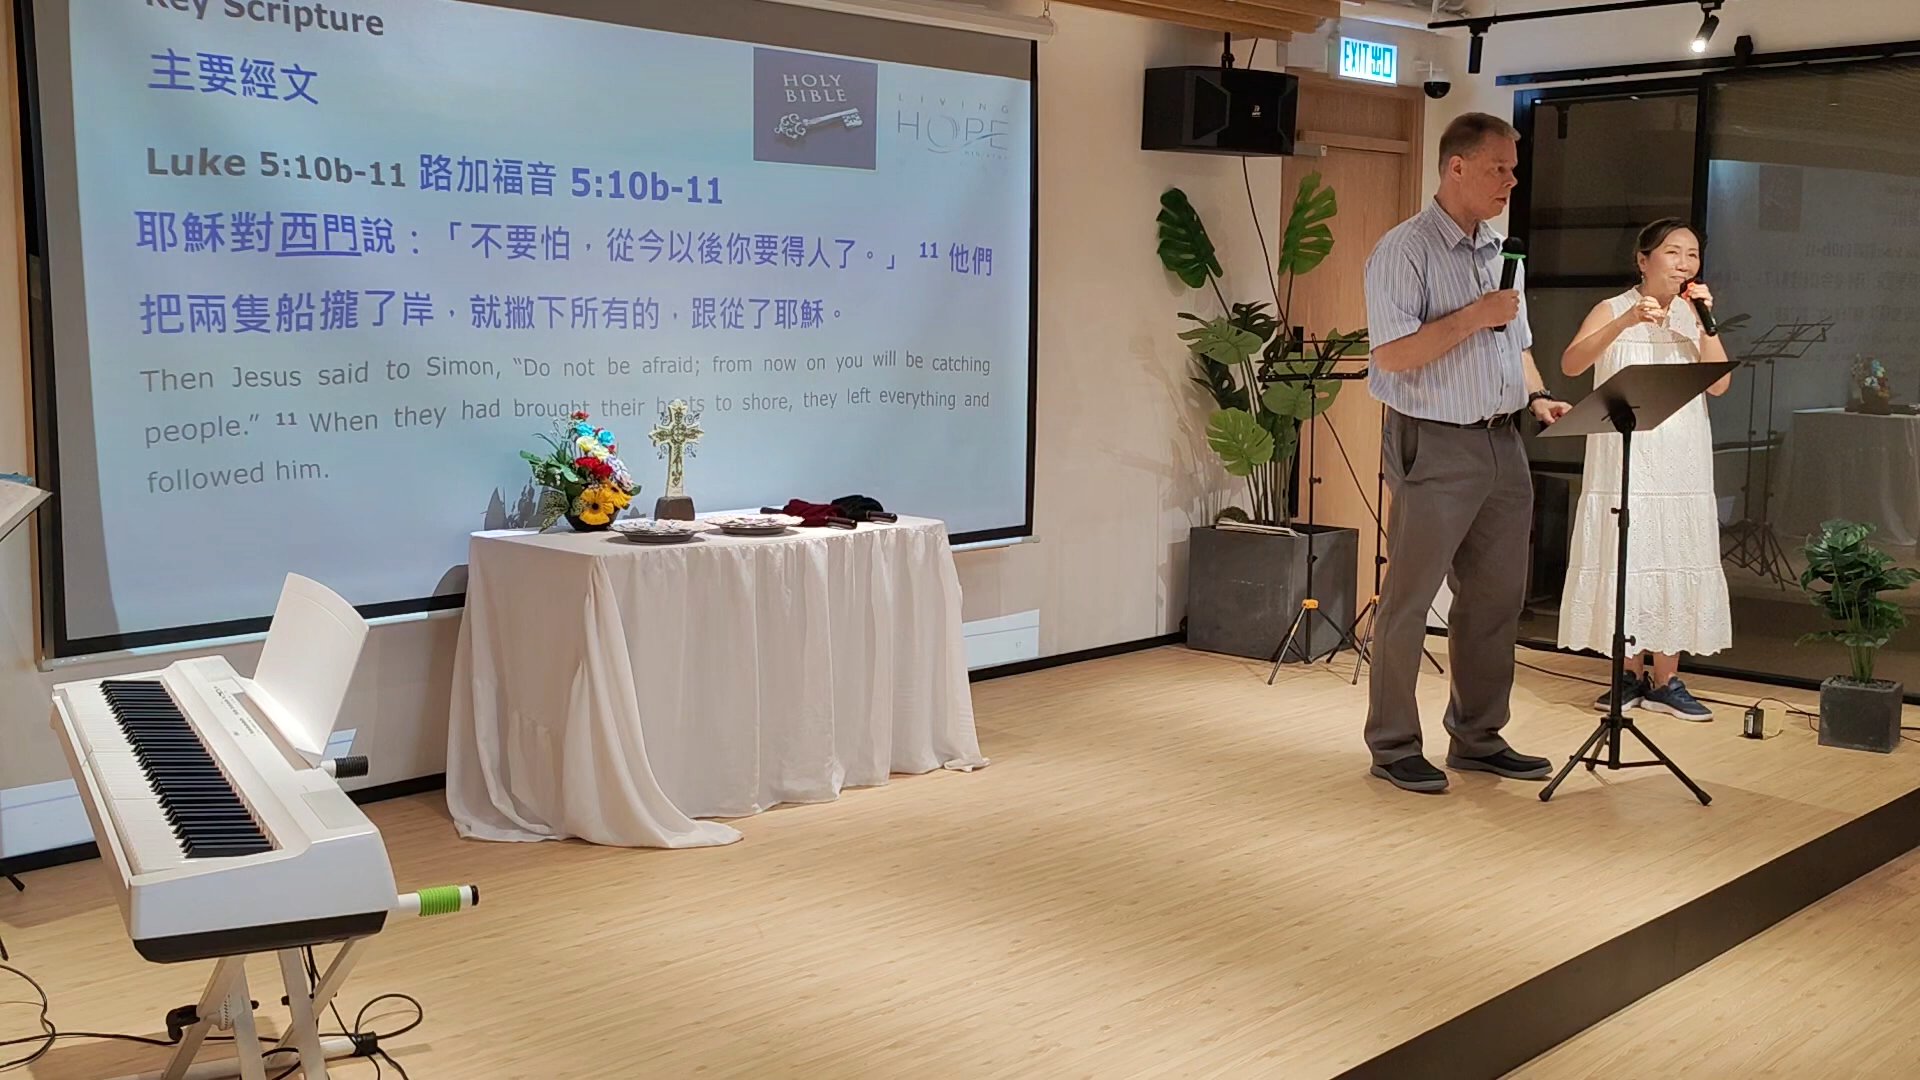 Key Scripture
主要經文
HOLY
BIBLE
LIVING
HOPE
MINISTRY
Luke 5:10b-11 路加福音 5:10b-11
耶穌對西門說：「不要怕，從今以後你要得人了。」 11 他們
把兩隻船攏了岸，就撇下所有的，跟從了耶穌。
Then Jesus said to Simon, “Do not be afraid; from now on you will be catching
people.” 11 When they had brought their boats to shore, they left everything and
followed him.
EXIT 出口